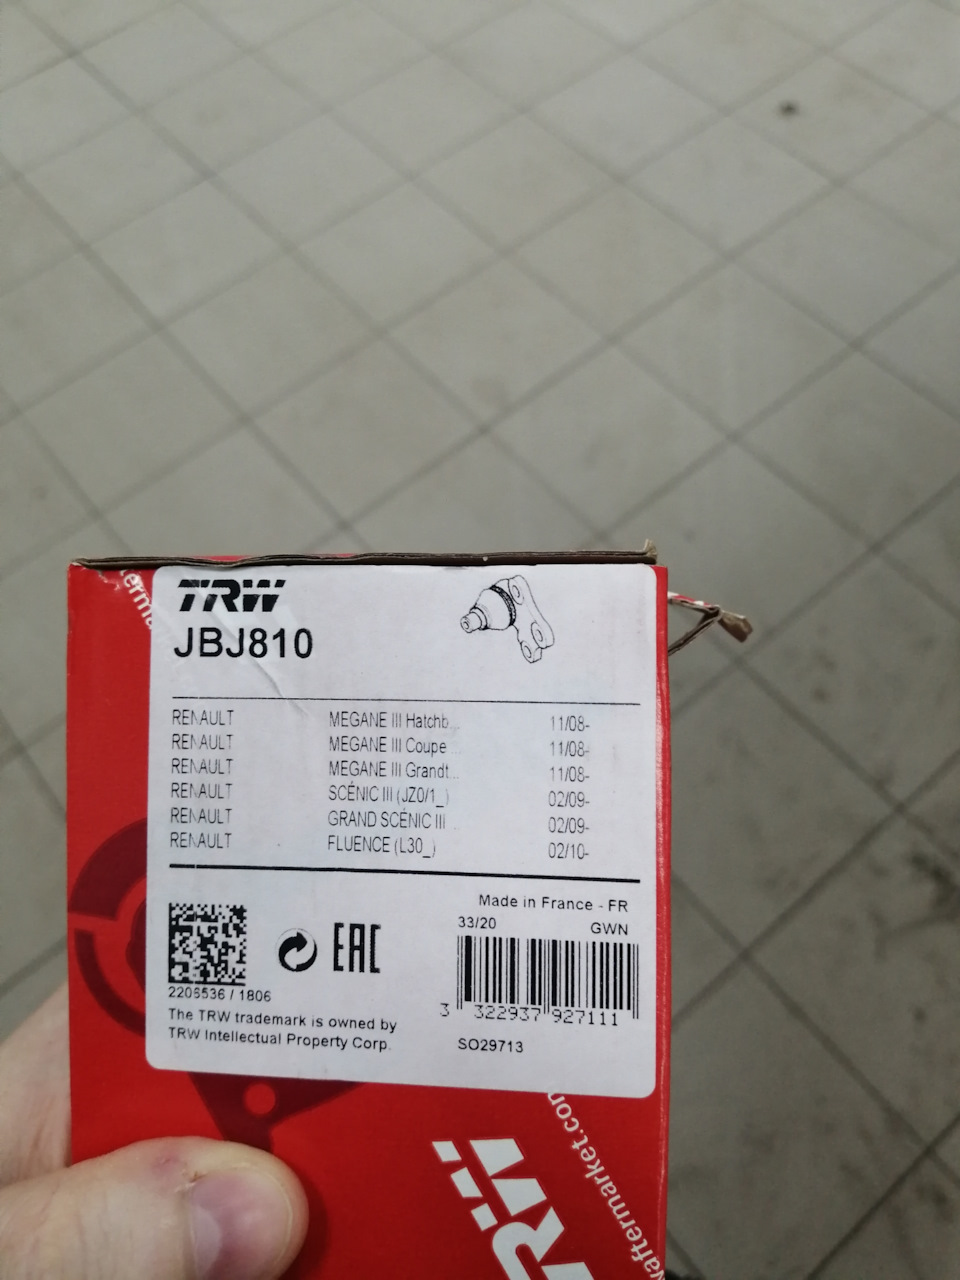 erma
TRW
JBJ810
RENAULT MEGANE III Hatchb... 11/08-
RENAULT MEGANE III Coupe ... 11/08-
RENAULT MEGANE III Grandt... 11/08-
RENAULT SCÉNIC III (JZ0/1_) 02/09-
RENAULT GRAND SCÉNIC III 02/09-
RENAULT FLUENCE (L30_) 02/10-
Made in France - FR
33/20 GWN
EAC
3 322937 927111
2206536 / 1806
The TRW trademark is owned by
TRW Intellectual Property Corp.
SO29713
waftermarket.com
TRW